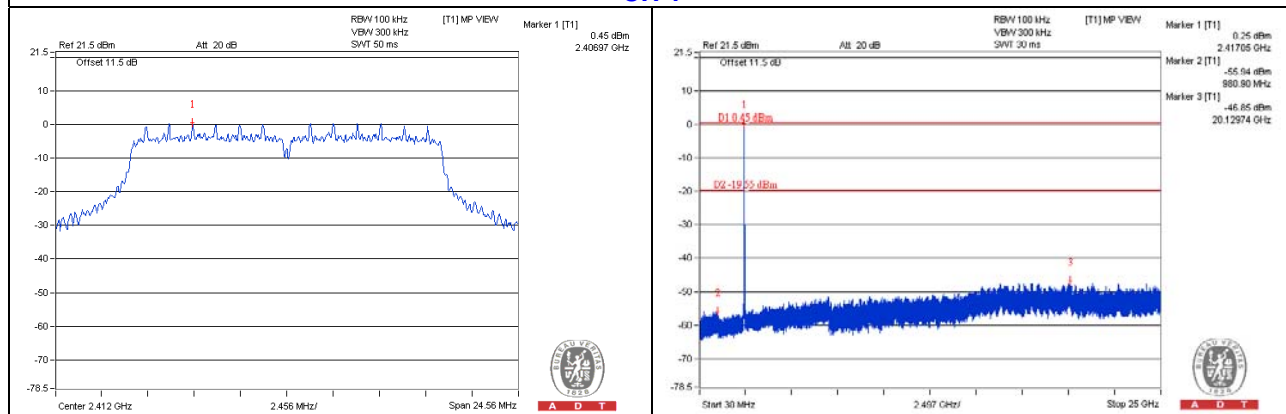 RBW 100 kHz
[T1] MP VIEW
Marker 1 [T1]
VBW 300 kHz
0.45 dBm
Ref 21.5 dBm
Att 20 dB
SWT 50 ms
2.40697 GHz
21.5
Offset 11.5 dB
10
1
0
-10
-20
-30
-40
-50
-60
-70
-78.5
Center 2.412 GHz
2.456 MHz/
Span 24.56 MHz
BUREAU VERITAS
1828
A D T
RBW 100 kHz
[T1] MP VIEW
Marker 1 [T1]
VBW 300 kHz
0.25 dBm
Ref 21.5 dBm
Att 20 dB
SWT 30 ms
2.41705 GHz
21.5
Marker 2 [T1]
Offset 11.5 dB
-55.94 dBm
980.90 MHz
Marker 3 [T1]
-46.85 dBm
20.12974 GHz
10
1
D1 0.45 dBm
0
-10
D2 -19.55 dBm
-20
-30
-40
3
-50
2
-60
-70
-78.5
Start 30 MHz
2.497 GHz/
Stop 25 GHz
BUREAU VERITAS
1828
A D T